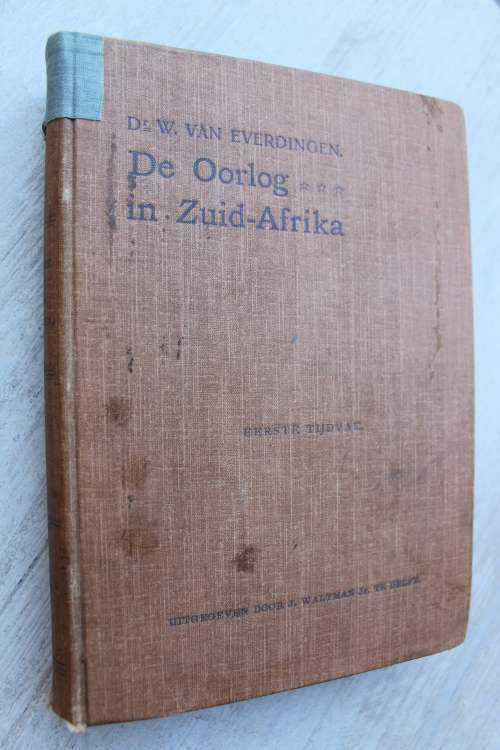 Dr. W. VAN EVERDINGEN.
De Oorlog ***
in Zuid-Afrika
EERSTE TIJDVAK.
UITGEGEVEN DOOR J. WALTMAN Jr. TE DELFT.